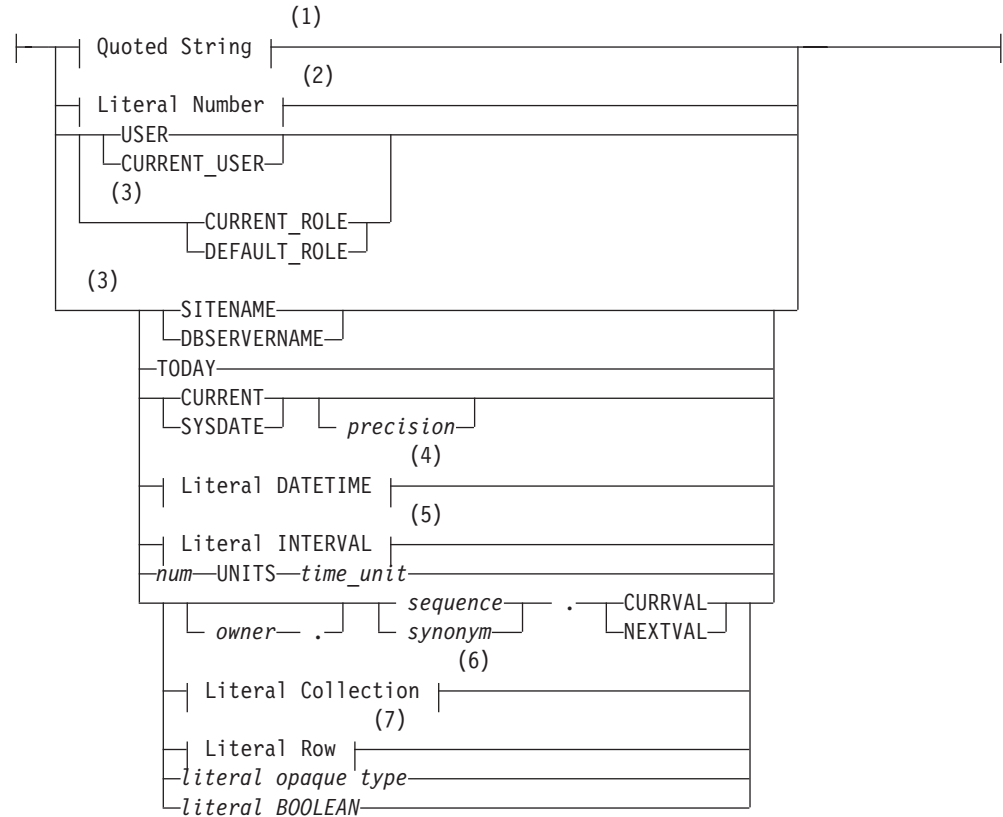 (1)
Quoted String
(2)
Literal Number
USER
CURRENT_USER
(3)
CURRENT_ROLE
DEFAULT_ROLE
(3)
SITENAME
DBSERVERNAME
TODAY
CURRENT
SYSDATE
precision
(4)
Literal DATETIME
(5)
Literal INTERVAL
num UNITS time_unit
sequence . CURRVAL
owner . synonym NEXTVAL
(6)
Literal Collection
(7)
Literal Row
literal opaque type
literal BOOLEAN